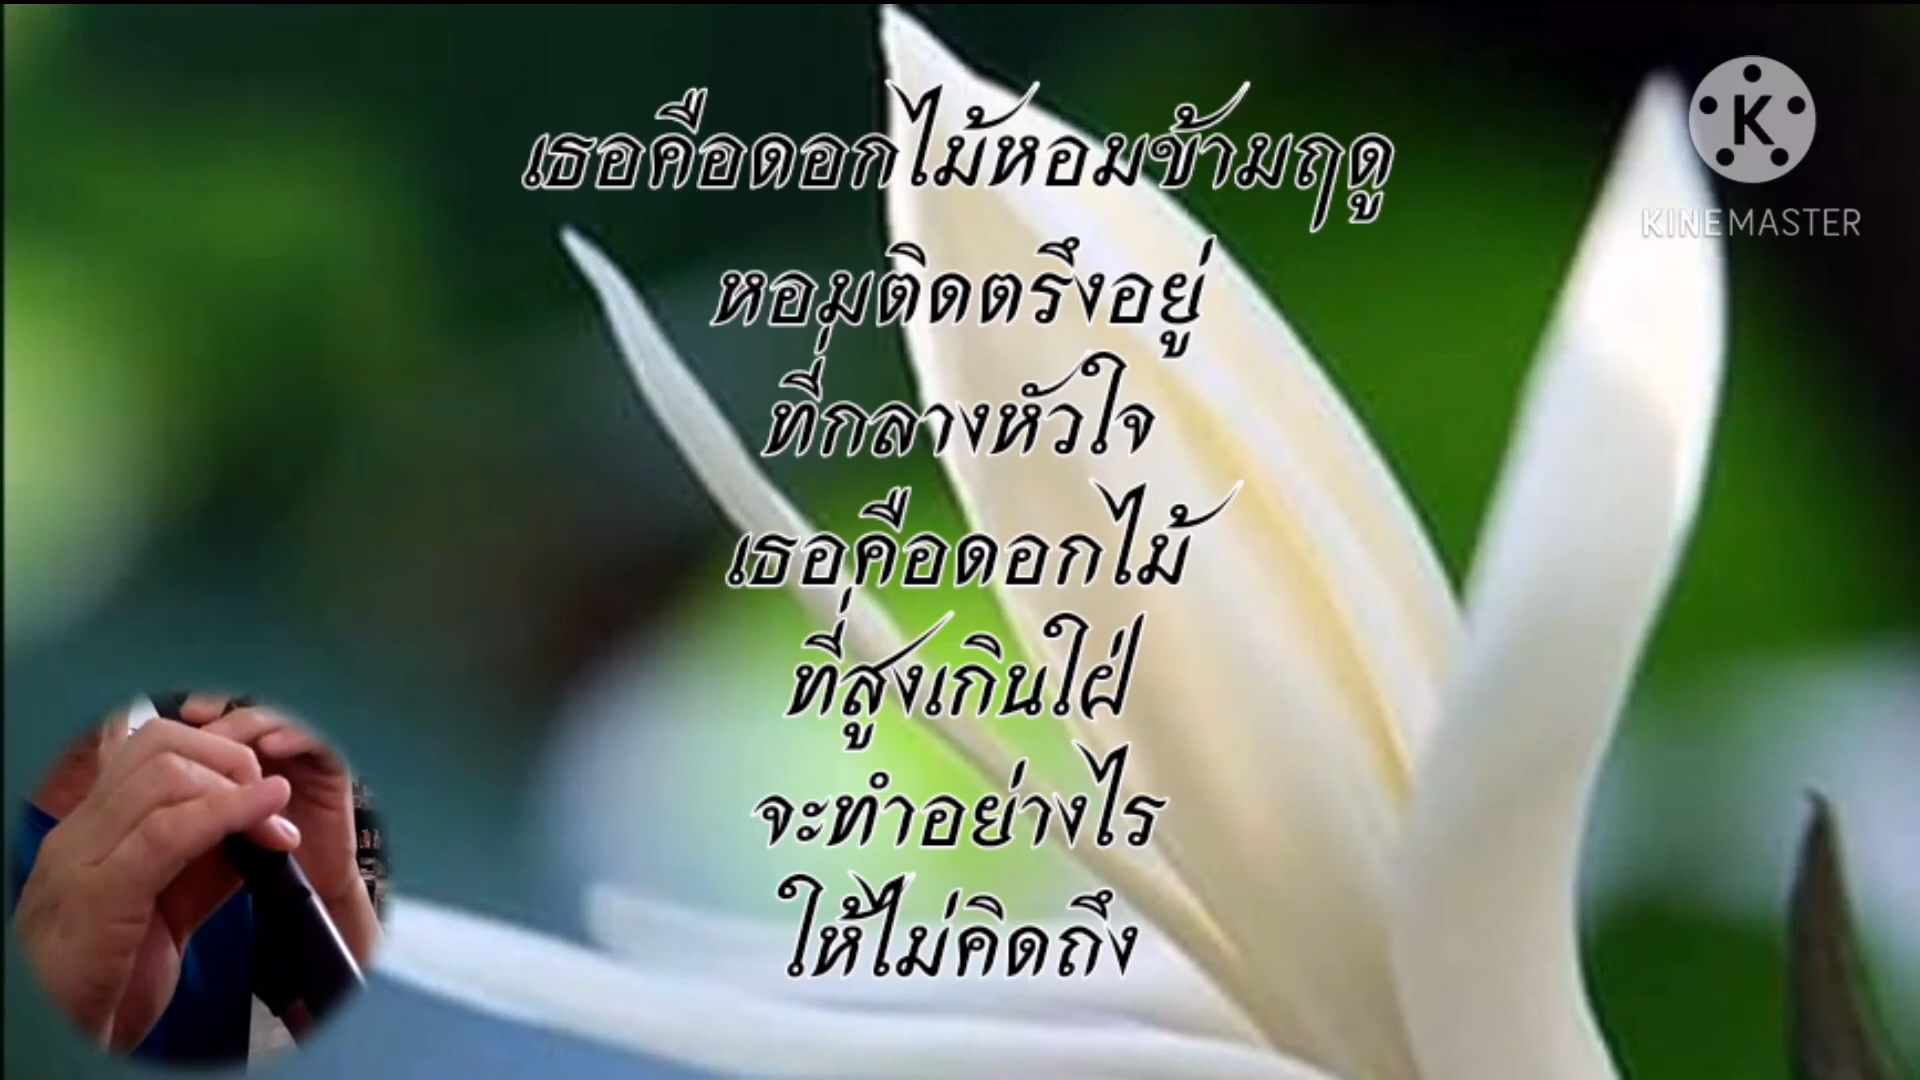 เธอคือดอกไม้หอมข้ามฤดู
หอมติดตรึงอยู่
ที่กลางหัวใจ
เธอคือดอกไม้
ที่สูงเกินใฝ่
จะทำอย่างไร
ให้ไม่คิดถึง
K
KINEMASTER